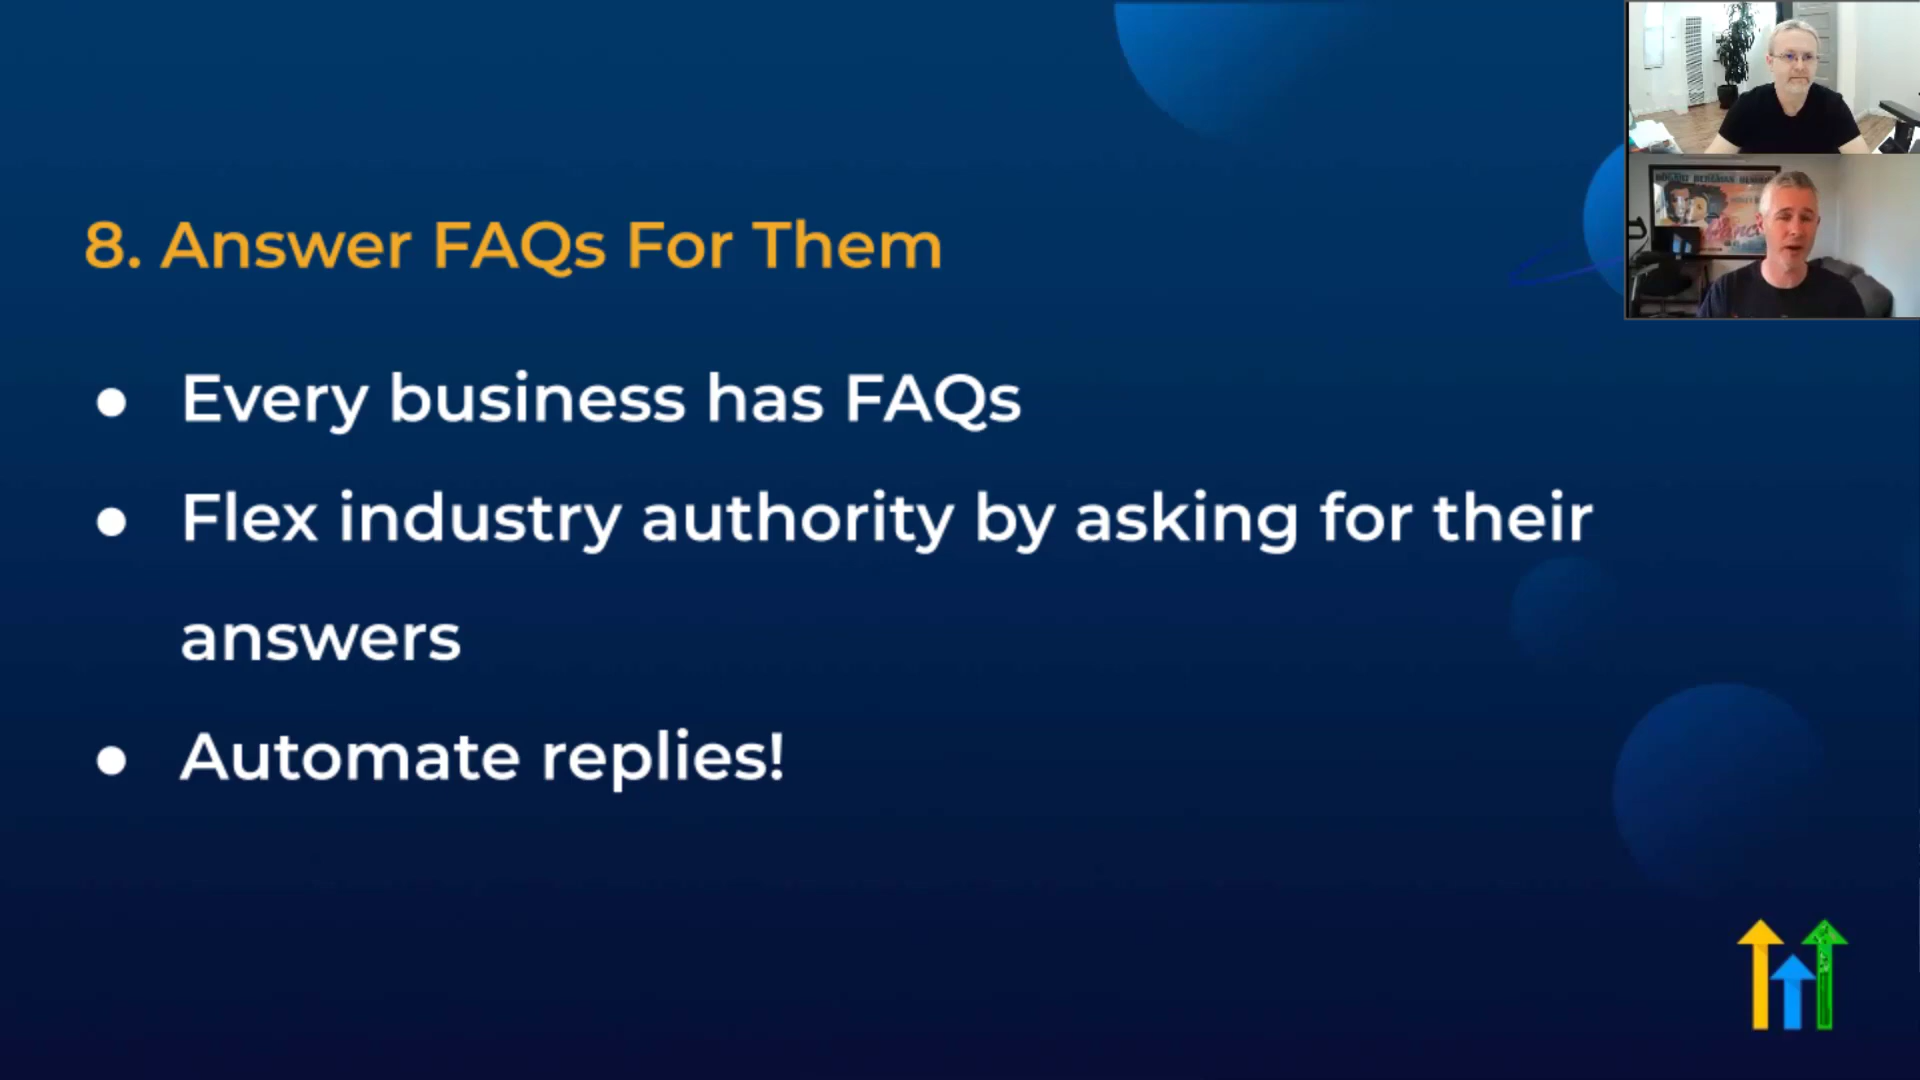 8. Answer FAQs For Them
● Every business has FAQs
● Flex industry authority by asking for their
answers
● Automate replies!